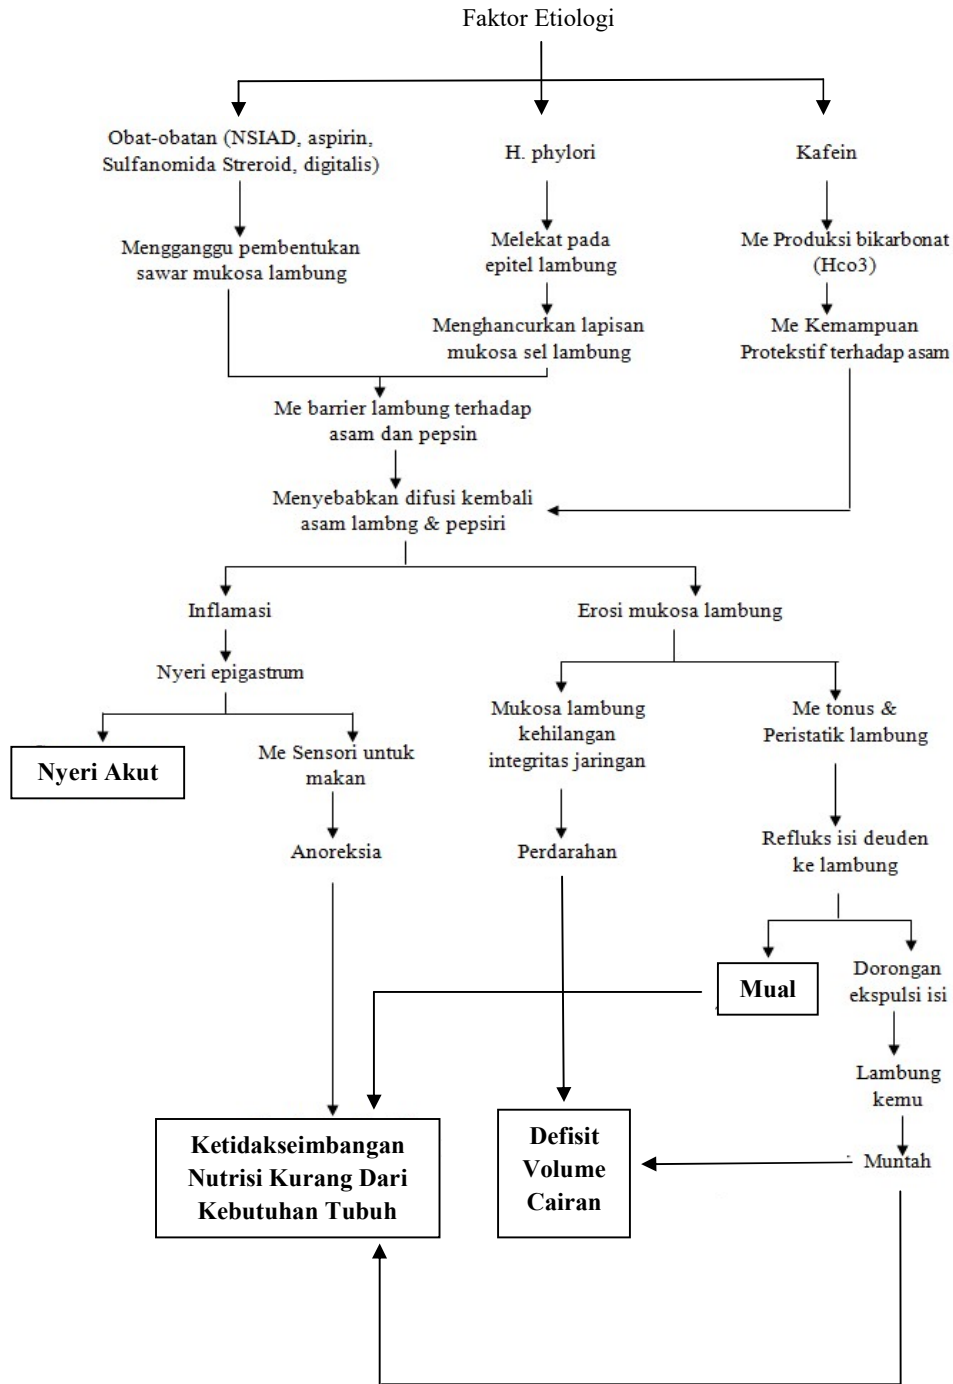 Faktor Etiologi
Obat-obatan (NSIAD, aspirin,
Sulfanomida Streroid, digitalis)
H. phylori
Kafein
Mengganggu pembentukan
sawar mukosa lambung
Melekat pada
epitel lambung
Me Produksi bikarbonat
(Hco3)
Menghancurkan lapisan
mukosa sel lambung
Me Kemampuan
Protekstif terhadap asam
Me barrier lambung terhadap
asam dan pepsin
Menyebabkan difusi kembali
asam lambng & pepsiri
Inflamasi
Erosi mukosa lambung
Nyeri epigastrum
Mukosa lambung
kehilangan
integritas jaringan
Me tonus &
Peristatik lambung
Nyeri Akut
Me Sensori untuk
makan
Anoreksia
Perdarahan
Refluks isi deuden
ke lambung
Mual
Dorongan
ekspulsi isi
Lambung
kemu
Muntah
Ketidakseimbangan
Nutrisi Kurang Dari
Kebutuhan Tubuh
Defisit
Volume
Cairan